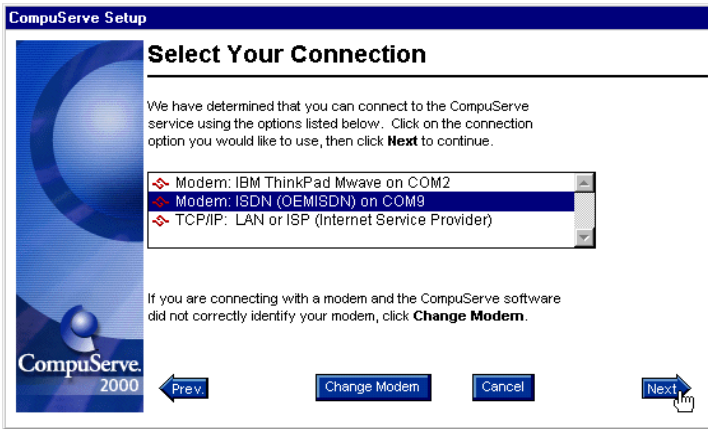 CompuServe Setup
Select Your Connection
We have determined that you can connect to the CompuServe
service using the options listed below. Click on the connection
option you would like to use, then click Next to continue.
Modem: IBM ThinkPad Mwave on COM2
Modem: ISDN (OEMISDN) on COM9
TCP/IP: LAN or ISP (Internet Service Provider)
If you are connecting with a modem and the CompuServe software
did not correctly identify your modem, click Change Modem.
CompuServe.
2000
Prev.
Change Modem
Cancel
Next